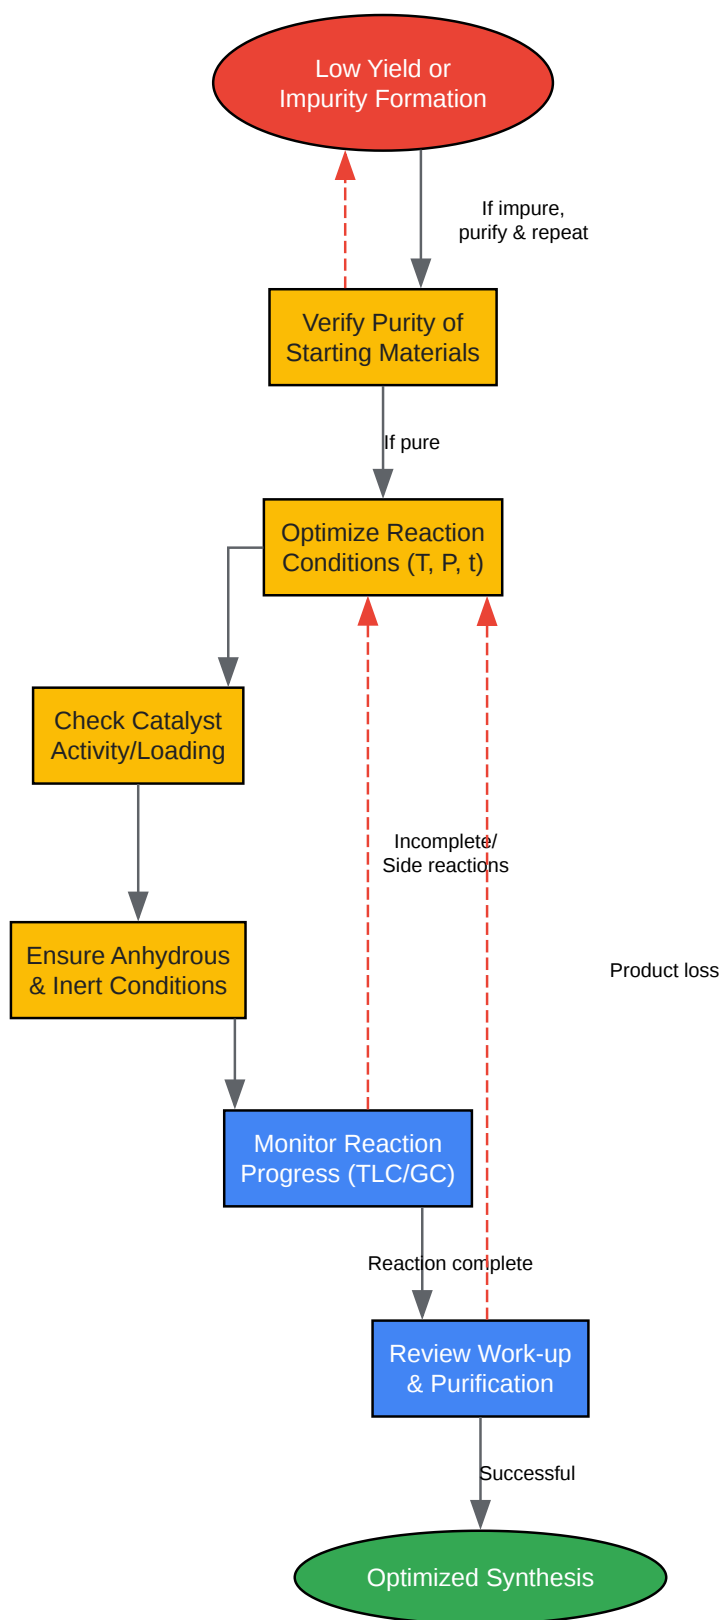 Low Yield or
Impurity Formation
If impure,
purify & repeat
Verify Purity of
Starting Materials
If pure
Optimize Reaction
Conditions (T, P, t)
Check Catalyst
Activity/Loading
Incomplete/
Side reactions
Ensure Anhydrous
& Inert Conditions
Product loss
Monitor Reaction
Progress (TLC/GC)
Reaction complete
Review Work-up
& Purification
Successful
Optimized Synthesis